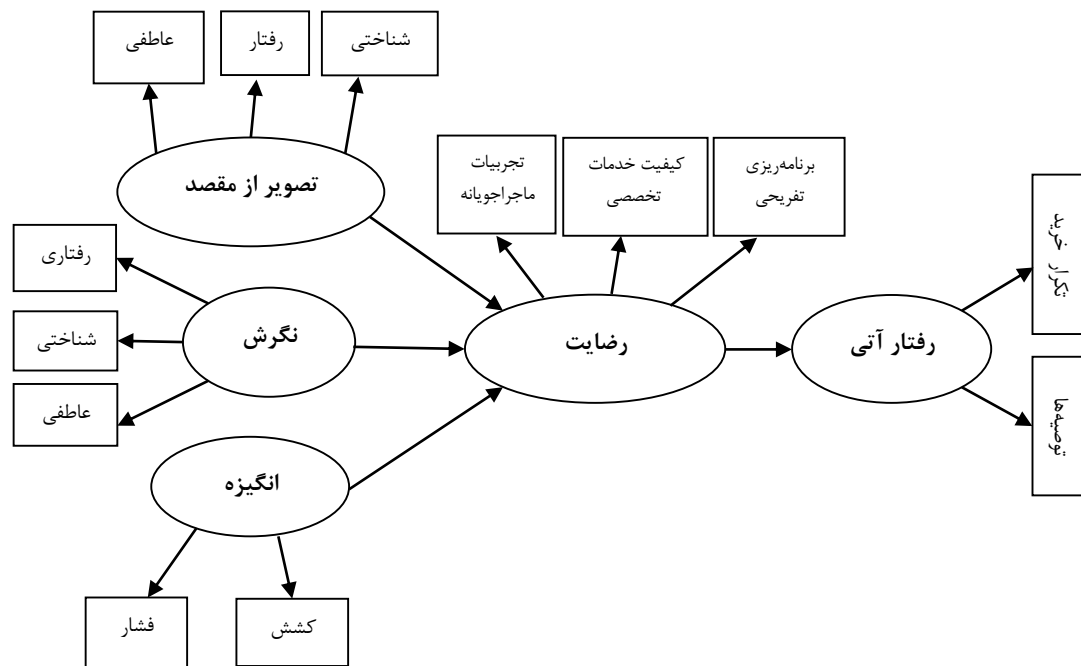 شناختی
رفتار
عاطفی
تصویر از مقصد
برنامه‌ریزی
تفریحی
کیفیت خدمات
تخصصی
تجربیات
ماجراجویانه
رفتاری
شناختی
عاطفی
نگرش
رضایت
رفتار آتی
تکرار خرید
توصیه‌ها
انگیزه
کشش
فشار